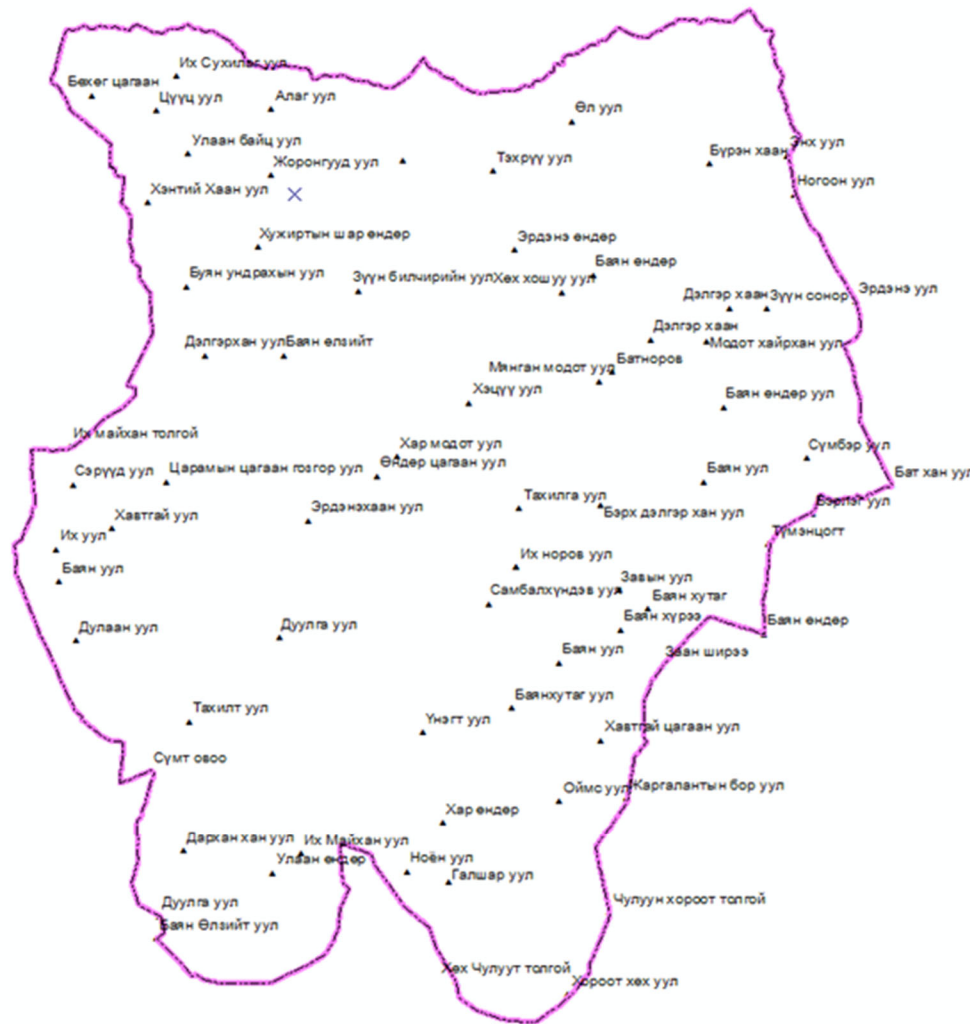 Их Сухилаг уул
Бөхөг цагаан
Цүүц уул
Алаг уул
Өл уул
Улаан байц уул
Энх уул
Бүрэн хаан
Жоронгууд уул
Тэхрүү уул
Ногоон уул
Хэнтий Хаан уул
Хужиртын шар өндөр
Эрдэнэ өндөр
Баян өндөр
Буян ундрахын уул
Зүүн билчирийн уул
Хөх хошуу уул
Дэлгэр хаан
Зүүн сонор
Эрдэнэ уул
Дэлгэр хаан
Модот хайрхан уул
Дэлгэрхан уул
Баян өлзийт
Батноров
Мянган модот уул
Хэцүү уул
Баян өндөр уул
Их майхан толгой
Хар модот уул
Сүмбэр уул
Өндөр цагаан уул
Сэрүүд уул
Царамын цагаан гозгор уул
Баян уул
Бат хан уул
Тахилга уул
Бэрлэг уул
Эрдэнэхаан уул
Бэрх дэлгэр хан уул
Хавтгай уул
Түмэнцогт
Их уул
Их норов уул
Баян уул
Завын уул
Самбалхүндэв уул
Баян хутаг
Баян хүрээ
Баян өндөр
Дулаан уул
Дуулга уул
Баян уул
Заан ширээ
Баянхутаг уул
Тахилт уул
Үнэгт уул
Хавтгай цагаан уул
Сүмт овоо
Оймс уул
Жаргалантын бор уул
Хар өндөр
Дархан хан уул
Их Майхан уул
Улаан өндөр
Ноён уул
Галшар уул
Дуулга уул
Чулуун хороот толгой
Баян Өлзийт уул
Хөх Чулуут толгой
Хороот хөх уул